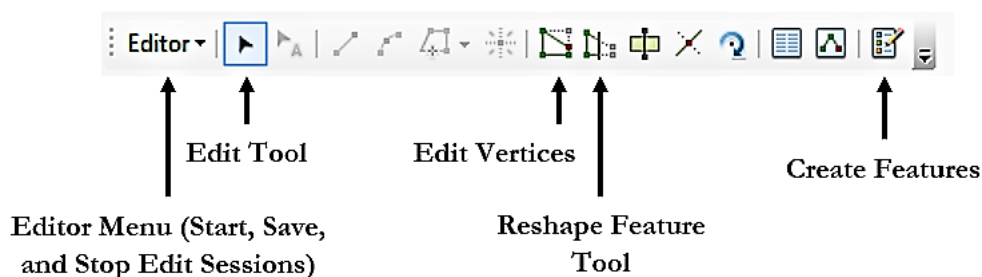 Editor
Edit Tool
Edit Vertices
Create Features
Editor Menu (Start, Save,
and Stop Edit Sessions)
Reshape Feature
Tool